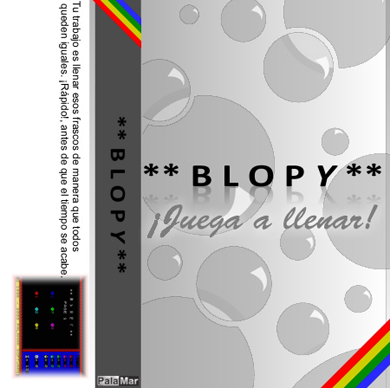 Tu trabajo es llenar esos frascos de manera que todos
queden iguales. ¡Rápido!, antes de que el tiempo se acabe.
** B L O P Y **
** B L O P Y **
¡Juega a llenar!
PalaMar